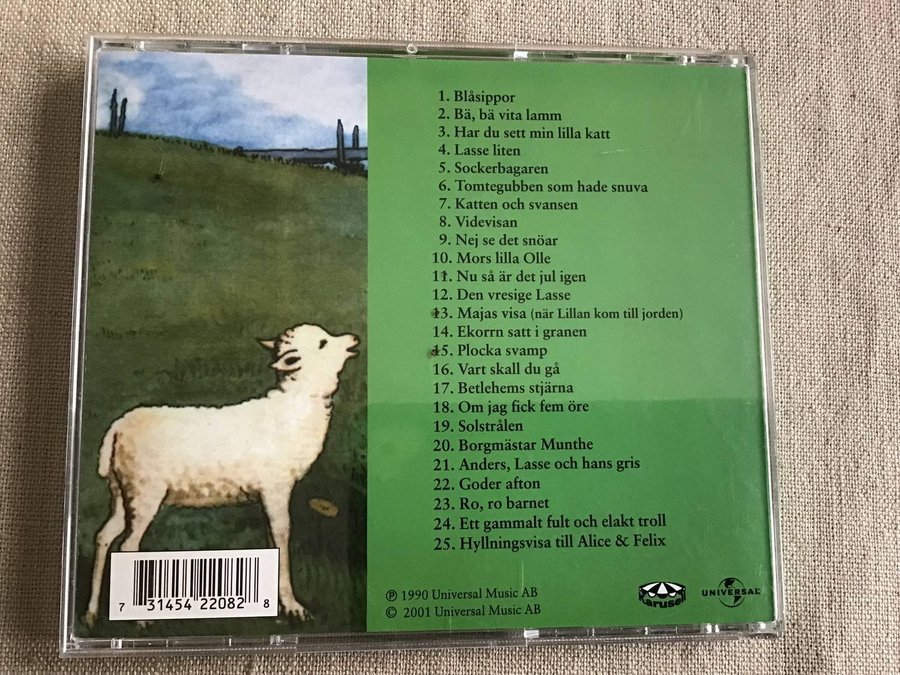 1. Blåsippor
2. Bä, bä vita lamm
3. Har du sett min lilla katt
4. Lasse liten
5. Sockerbagaren
6. Tomtegubben som hade snuva
7. Katten och svansen
8. Videvisan
9. Nej se det snöar
10. Mors lilla Olle
11. Nu så är det jul igen
12. Den vresige Lasse
13. Majas visa (när Lillan kom till jorden)
14. Ekorrn satt i granen
15. Plocka svamp
16. Vart skall du gå
17. Betlehems stjärna
18. Om jag fick fem öre
19. Solstrålen
20. Borgmästar Munthe
21. Anders, Lasse och hans gris
22. Goder afton
23. Ro, ro barnet
24. Ett gammalt fult och elakt troll
25. Hyllningsvisa till Alice & Felix
℗ 1990 Universal Music AB
© 2001 Universal Music AB
Karusell
UNIVERSAL
7 31454 22082 8